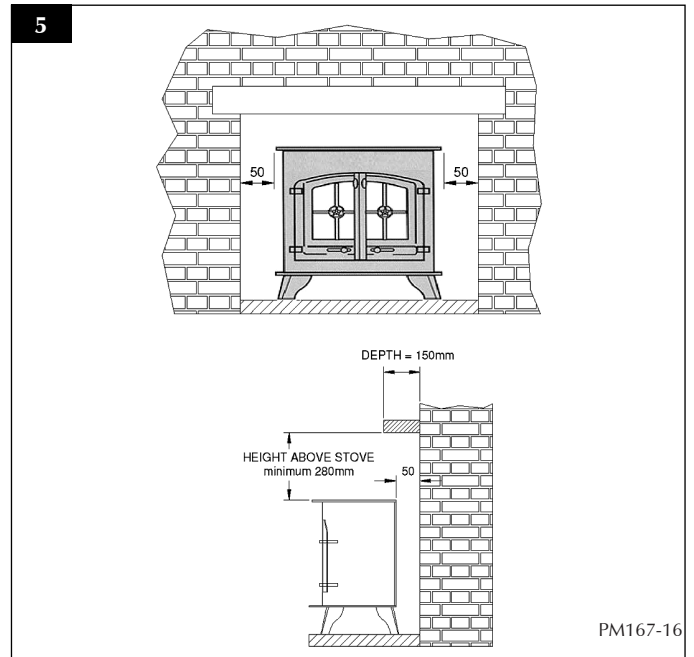 5
50
50
DEPTH = 150mm
HEIGHT ABOVE STOVE
minimum 280mm
50
PM167-16